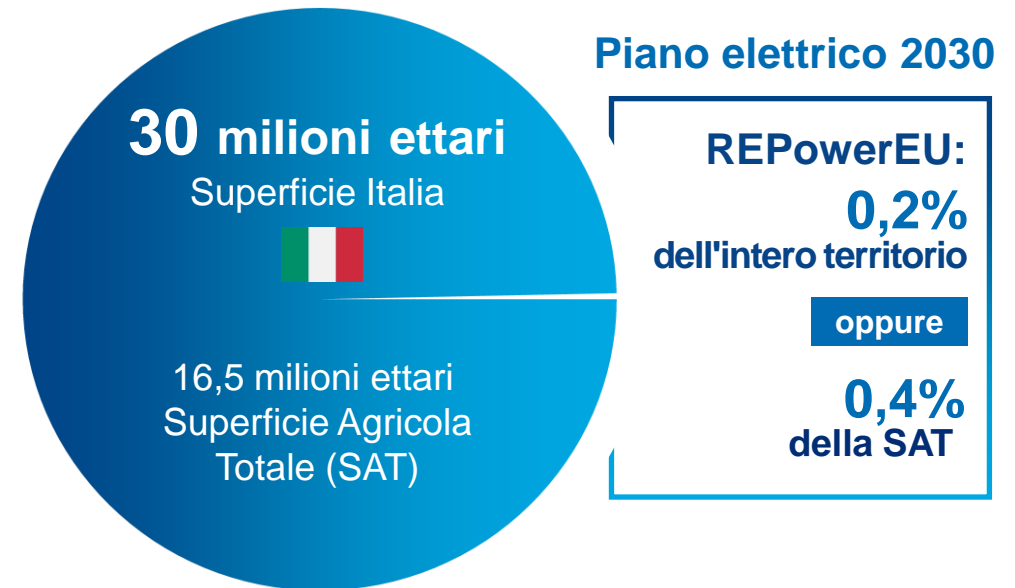 Piano elettrico 2030
30 milioni ettari
Superficie Italia
16,5 milioni ettari
Superficie Agricola
Totale (SAT)
REPowerEU:
0,2%
dell'intero territorio
oppure
0,4%
della SAT